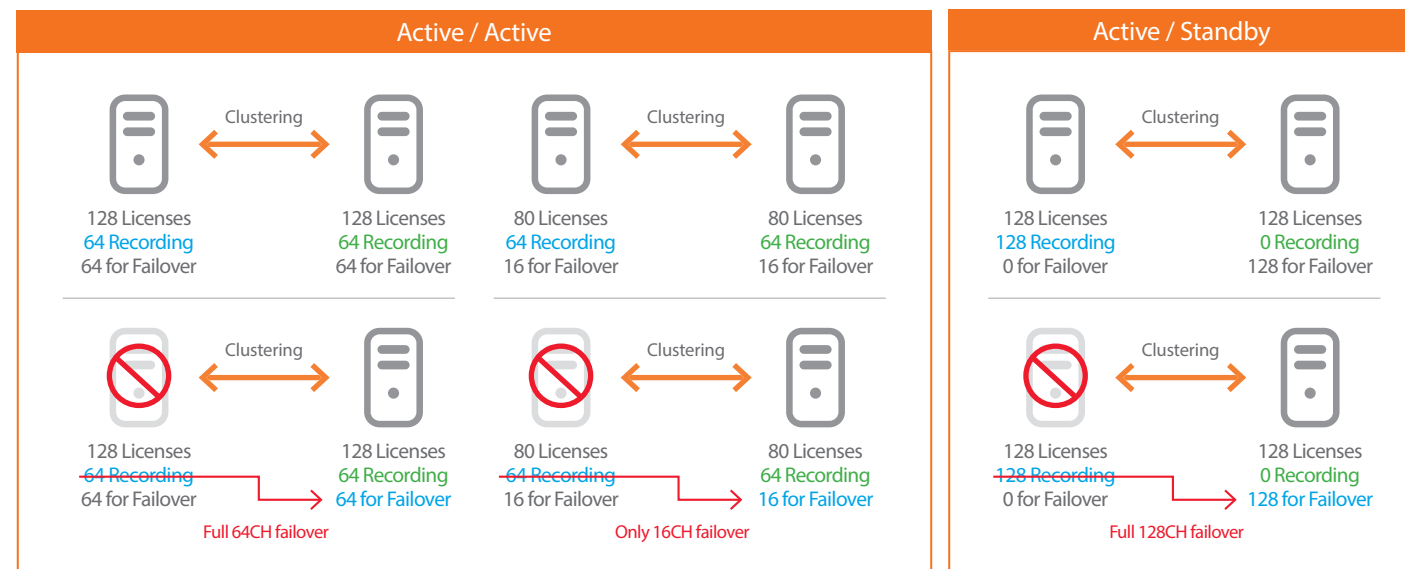 Active / Active
Clustering
128 Licenses
64 Recording
64 for Failover
128 Licenses
64 Recording
64 for Failover
Clustering
80 Licenses
64 Recording
16 for Failover
80 Licenses
64 Recording
16 for Failover
Clustering
128 Licenses
64 Recording
64 for Failover
128 Licenses
64 Recording
64 for Failover
Full 64CH failover
Clustering
80 Licenses
64 Recording
16 for Failover
80 Licenses
64 Recording
16 for Failover
Only 16CH failover
Active / Standby
Clustering
128 Licenses
128 Recording
0 for Failover
128 Licenses
0 Recording
128 for Failover
Clustering
128 Licenses
128 Recording
0 for Failover
128 Licenses
0 Recording
128 for Failover
Full 128CH failover